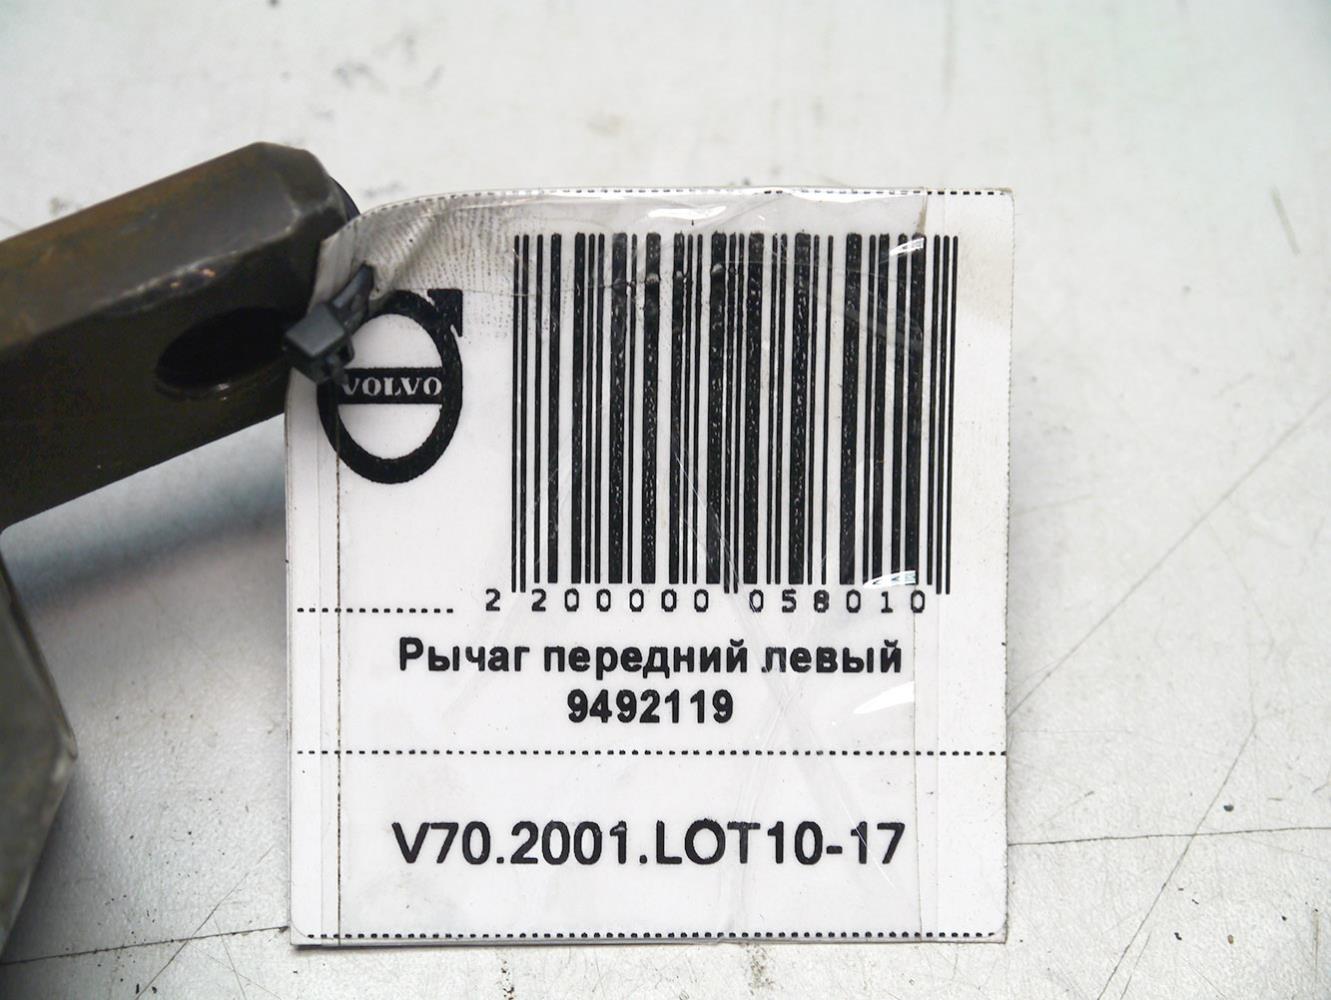 VOLVO
2 200000 058010
Рычаг передний левый
9492119
V70.2001.LOT10-17